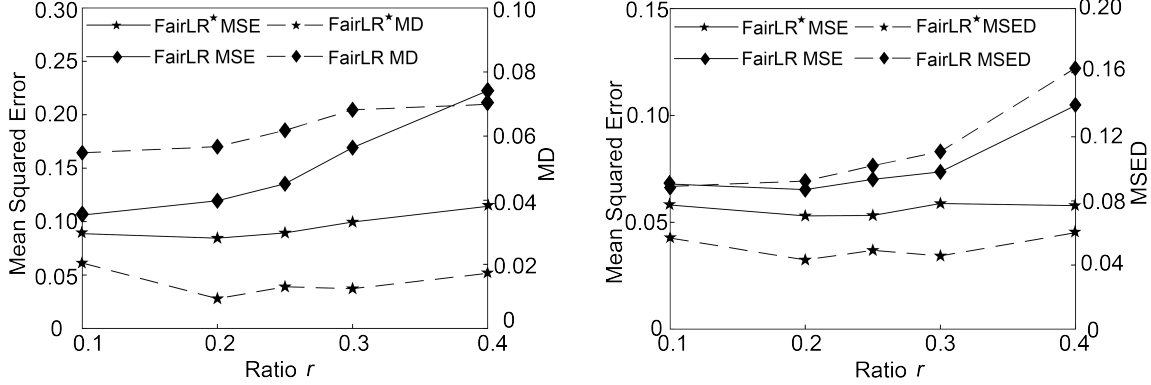 0.30
0.25
0.20
0.15
0.10
0.05
0
Mean Squared Error
FairLR★ MSE
FairLR★ MD
FairLR MSE
FairLR MD
0.10
0.08
0.06
0.04
0.02
0
MD
0.1
0.2
0.3
0.4
Ratio r
0.15
0.10
0.05
0
Mean Squared Error
FairLR★ MSE
FairLR★ MSED
FairLR MSE
FairLR MSED
0.20
0.16
0.12
0.08
0.04
0
MSED
0.1
0.2
0.3
0.4
Ratio r